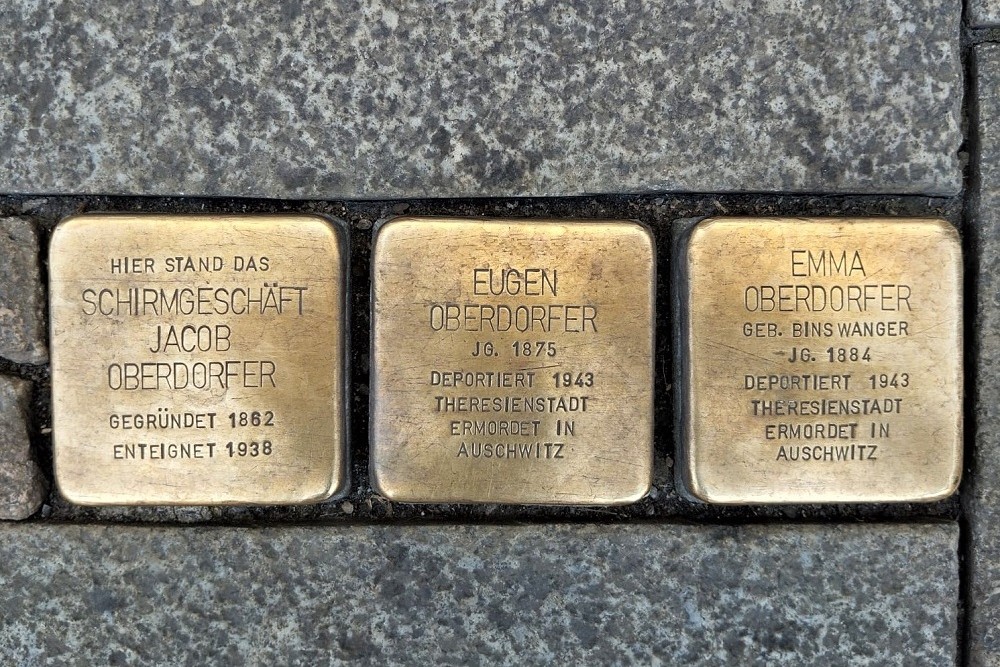 HIER STAND DAS
SCHIRMGESCHÄFT
JACOB
OBERDORFER
GEGRÜNDET 1862
ENTEIGNET 1938
EUGEN
OBERDORFER
JG. 1875
DEPORTIERT 1943
THERESIENSTADT
ERMORDET IN
AUSCHWITZ
EMMA
OBERDORFER
GEB. BINSWANGER
JG. 1884
DEPORTIERT 1943
THERESIENSTADT
ERMORDET IN
AUSCHWITZ